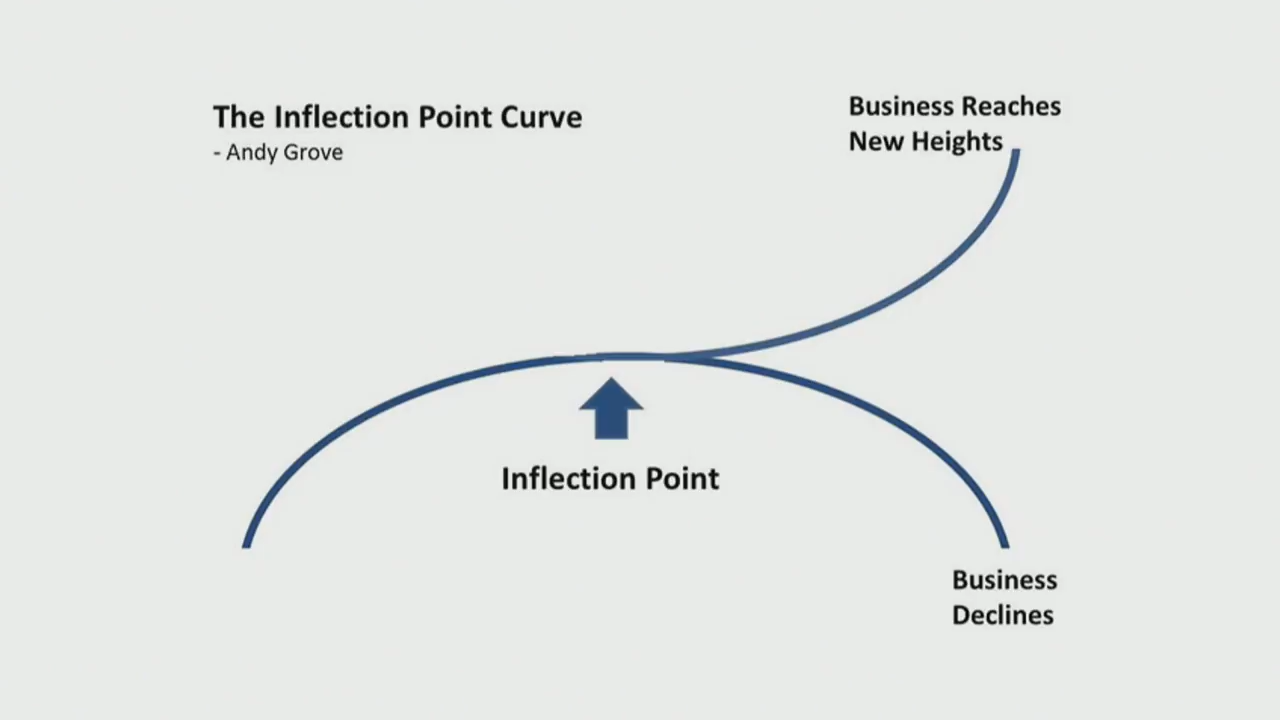 The Inflection Point Curve
- Andy Grove
Business Reaches
New Heights
Inflection Point
Business
Declines